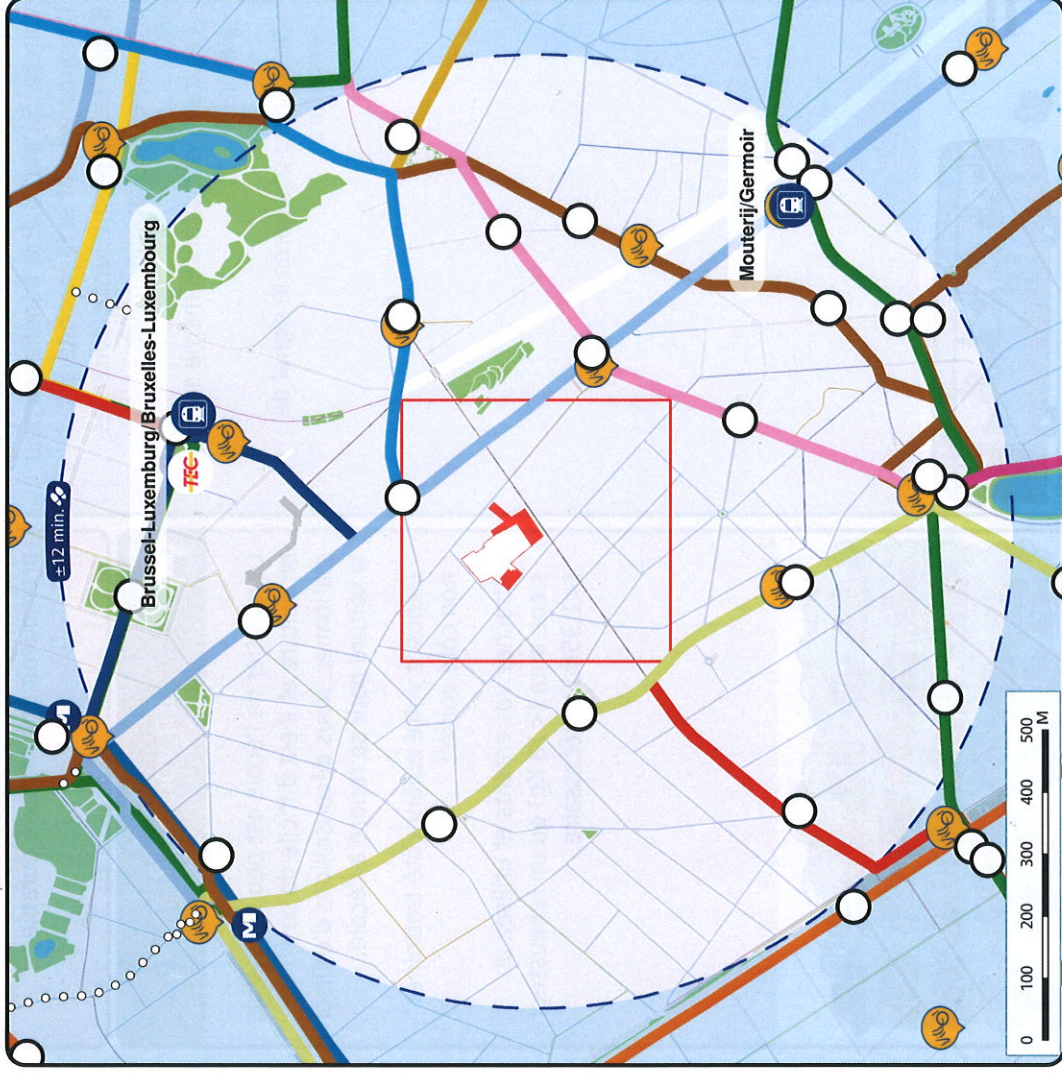 ±12 min.
Brussel-Luxemburg/Bruxelles-Luxembourg
TEC
Mouterij/Germoir
M
M
0 100 200 300 400 500
M